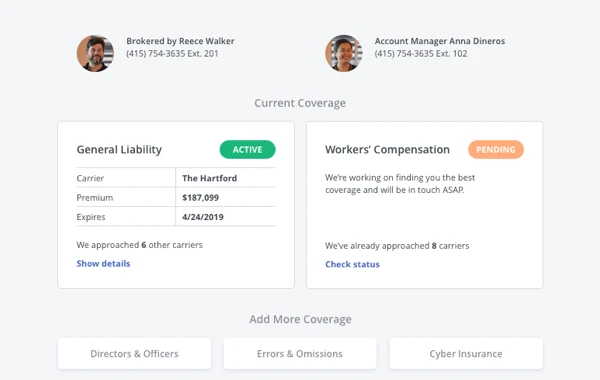 Brokered by Reece Walker
(415) 754-3635 Ext. 201
Account Manager Anna Dineros
(415) 754-3635 Ext. 102
Current Coverage
General Liability
ACTIVE
Carrier The Hartford
Premium $187,099
Expires 4/24/2019
We approached 6 other carriers
Show details
Workers’ Compensation
PENDING
We’re working on finding you the best
coverage and will be in touch ASAP.
We’ve already approached 8 carriers
Check status
Add More Coverage
Directors & Officers
Errors & Omissions
Cyber Insurance